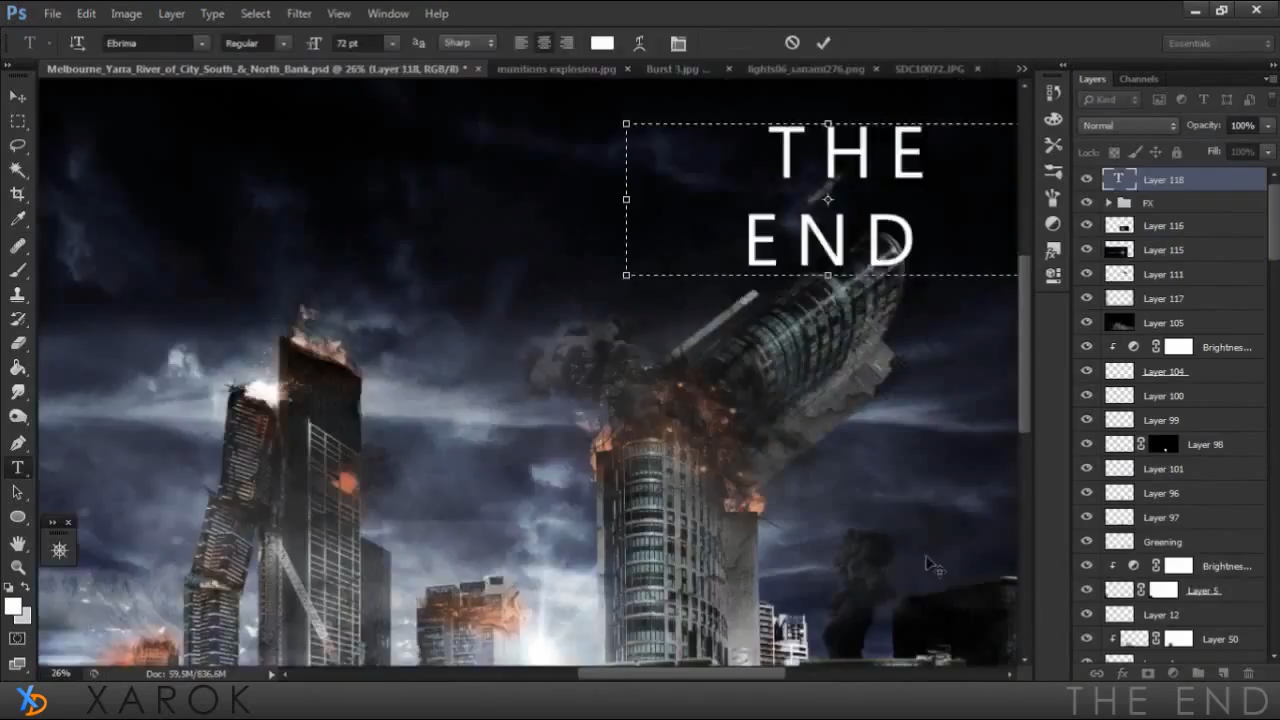 Ps File Edit Image Layer Type Select Filter View Window Help
T Ebrima Regular 72 pt Sharp Essentials
Melbourne_Yarra_River_of_City_South_&_North_Bank.psd @ 26% (Layer 118, RGB/8) * munitions explosion.jpg Burst 3.jpg ... lights06_xanami276.png SDC10072.JPG
Layers Channels
Kind
Normal Opacity: 100%
Lock: Fill: 100%
THE
END
T Layer 118
FX
Layer 116
Layer 115
Layer 111
Layer 117
Layer 105
Brightnes...
Layer 104
Layer 100
Layer 99
Layer 98
Layer 101
Layer 96
Layer 97
Greening
Brightnes...
Layer 5
Layer 12
Layer 50
26% Doc: 59.5M/836.6M
XAROK THE END